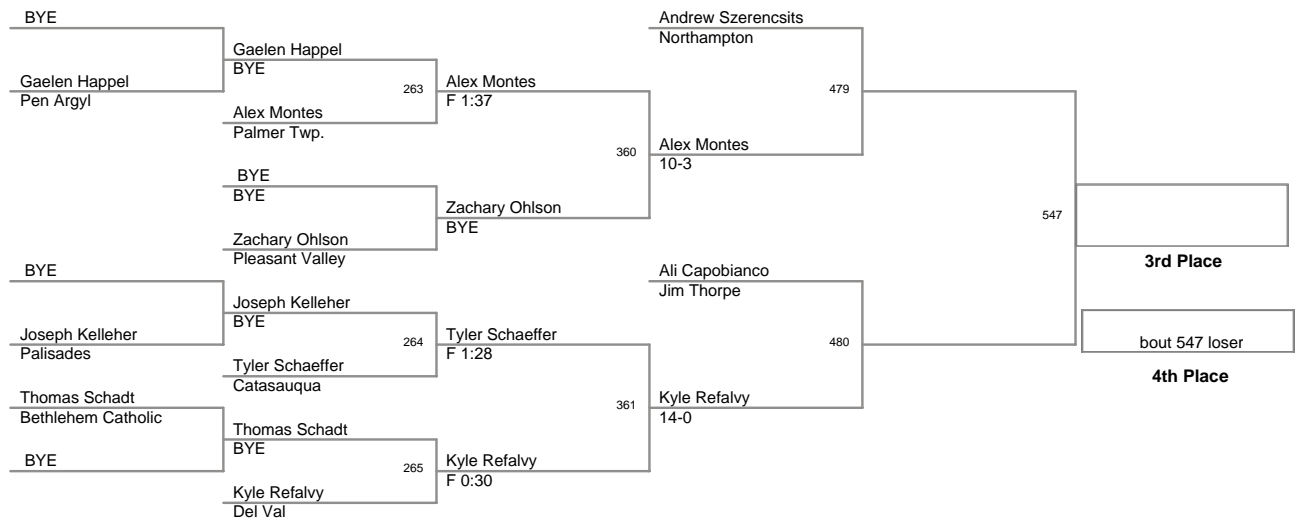 BYE
Gaelen Happel
Pen Argyl
Gaelen Happel
BYE
263
Alex Montes
Palmer Twp.
Alex Montes
F 1:37
BYE
BYE
Zachary Ohlson
Pleasant Valley
Zachary Ohlson
BYE
360
Andrew Szerencsits
Northampton
479
Alex Montes
10-3
BYE
Joseph Kelleher
Palisades
Joseph Kelleher
BYE
264
Tyler Schaeffer
Catasauqua
Tyler Schaeffer
F 1:28
Thomas Schadt
Bethlehem Catholic
BYE
Thomas Schadt
BYE
265
Kyle Refalvy
Del Val
Kyle Refalvy
F 0:30
361
Ali Capobianco
Jim Thorpe
480
Kyle Refalvy
14-0
547
3rd Place
bout 547 loser
4th Place